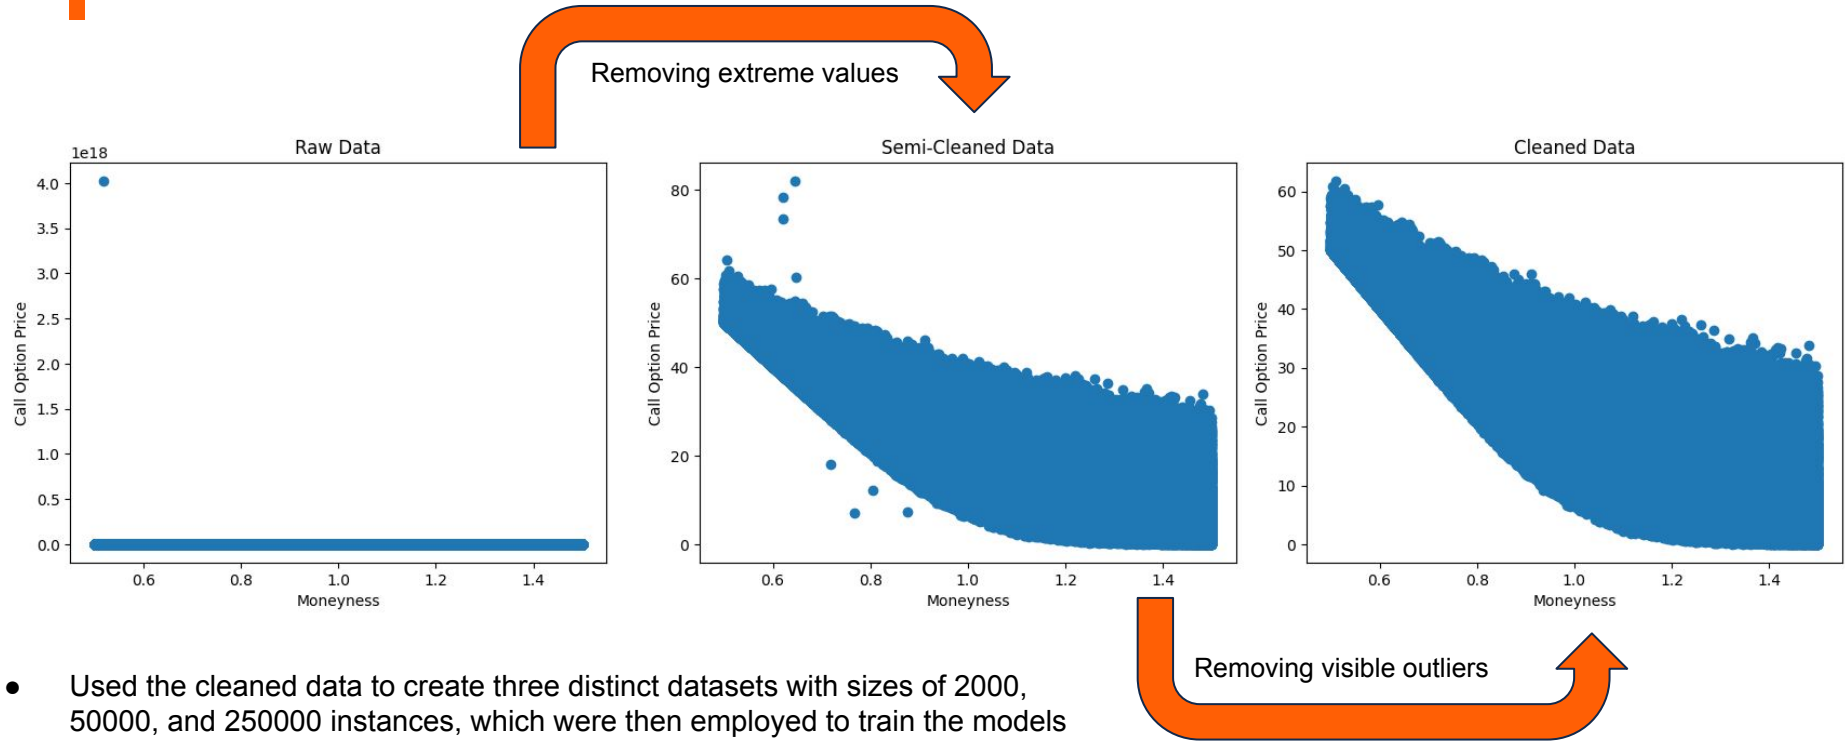 Removing extreme values
Raw Data
1e18
4.0
3.5
3.0
2.5
2.0
1.5
1.0
0.5
0.0
Call Option Price
0.6 0.8 1.0 1.2 1.4
Moneyness
Semi-Cleaned Data
80
60
40
20
0
Call Option Price
0.6 0.8 1.0 1.2 1.4
Moneyness
Cleaned Data
60
50
40
30
20
10
0
Call Option Price
0.6 0.8 1.0 1.2 1.4
Moneyness
Removing visible outliers
● Used the cleaned data to create three distinct datasets with sizes of 2000,
50000, and 250000 instances, which were then employed to train the models